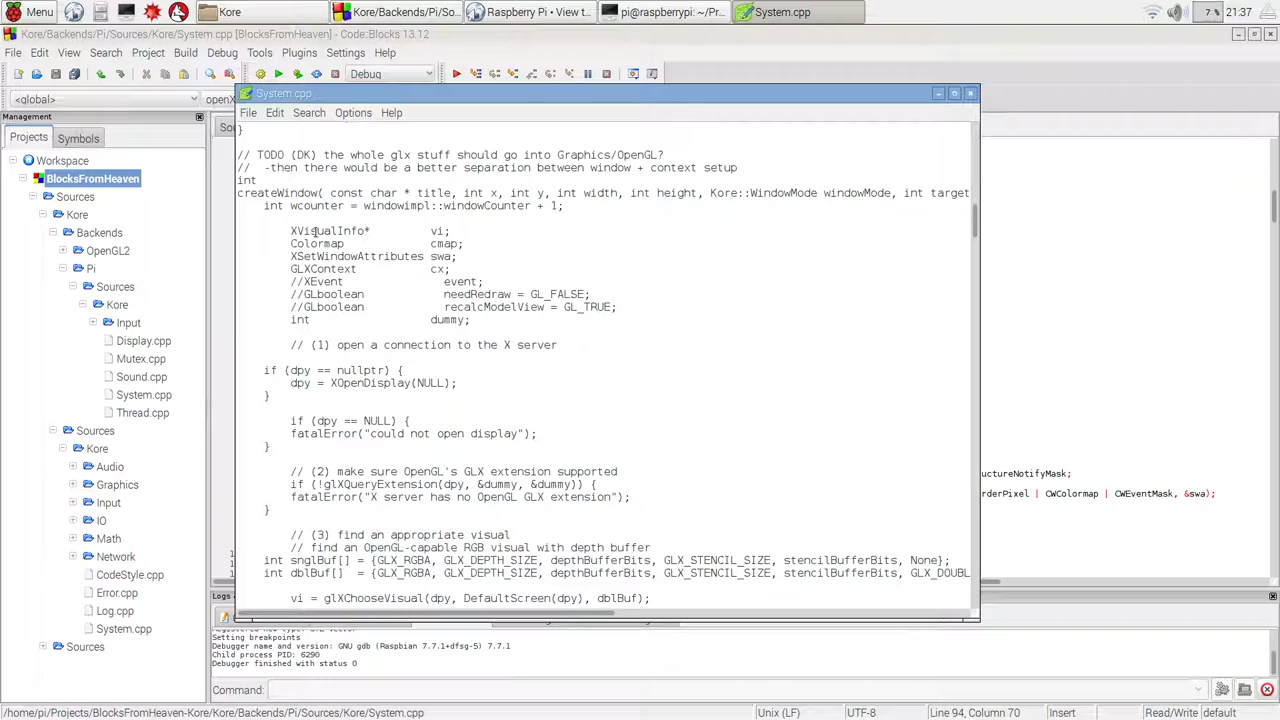 Menu
Kore
Kore/Backends/Pi/So...
Raspberry Pi • View t...
pi@raspberrypi: ~/Pr...
System.cpp
7 %
21:37
Kore/Backends/Pi/Sources/Kore/System.cpp [BlocksFromHeaven] - Code::Blocks 13.12
File Edit View Search Project Build Debug Tools Plugins Settings Help
Debug
<global>
openX
Management
Projects Symbols
Workspace
BlocksFromHeaven
Sources
Kore
Backends
OpenGL2
Pi
Sources
Kore
Input
Display.cpp
Mutex.cpp
Sound.cpp
System.cpp
Thread.cpp
Sources
Kore
Audio
Graphics
Input
IO
Math
Network
CodeStyle.cpp
Error.cpp
Log.cpp
System.cpp
Sources
System.cpp
File Edit Search Options Help
}
// TODO (DK) the whole glx stuff should go into Graphics/OpenGL?
// -then there would be a better separation between window + context setup
int
createWindow( const char * title, int x, int y, int width, int height, Kore::WindowMode windowMode, int target
int wcounter = windowimpl::windowCounter + 1;
XVisualInfo* vi;
Colormap cmap;
XSetWindowAttributes swa;
GLXContext cx;
//XEvent event;
//GLboolean needRedraw = GL_FALSE;
//GLboolean recalcModelView = GL_TRUE;
int dummy;
// (1) open a connection to the X server
if (dpy == nullptr) {
dpy = XOpenDisplay(NULL);
}
if (dpy == NULL) {
fatalError("could not open display");
}
// (2) make sure OpenGL's GLX extension supported
if (!glXQueryExtension(dpy, &dummy, &dummy)) {
fatalError("X server has no OpenGL GLX extension");
}
// (3) find an appropriate visual
// find an OpenGL-capable RGB visual with depth buffer
int snglBuf[] = {GLX_RGBA, GLX_DEPTH_SIZE, depthBufferBits, GLX_STENCIL_SIZE, stencilBufferBits, None};
int dblBuf[] = {GLX_RGBA, GLX_DEPTH_SIZE, depthBufferBits, GLX_STENCIL_SIZE, stencilBufferBits, GLX_DOUBL
vi = glXChooseVisual(dpy, DefaultScreen(dpy), dblBuf);
Sou
uctureNotifyMask;
rderPixel | CWColormap | CWEventMask, &swa);
Logs
Setting breakpoints
Debugger name and version: GNU gdb (Raspbian 7.7.1+dfsg-5) 7.7.1
Child process PID: 6290
Debugger finished with status 0
Command:
/home/pi/Projects/BlocksFromHeaven-Kore/Kore/Backends/Pi/Sources/Kore/System.cpp
Unix (LF)
UTF-8
Line 94, Column 70
Insert
Read/Write
default